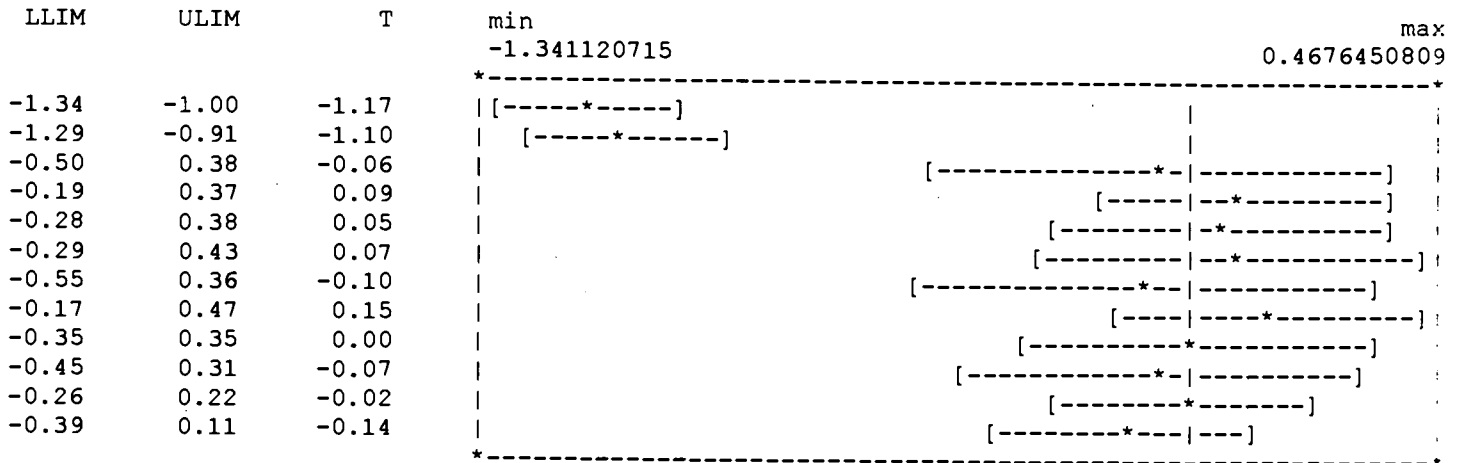 LLIM ULIM T min max
-1.341120715 0.4676450809
*--------------------------------------------------------------*
-1.34 -1.00 -1.17 |[-----*-----] | |
-1.29 -0.91 -1.10 | [-----*------] | |
-0.50 0.38 -0.06 | [--------------*-|------------] |
-0.19 0.37 0.09 | [-----|--*---------] |
-0.28 0.38 0.05 | [--------|-*----------] |
-0.29 0.43 0.07 | [---------|--*-----------] |
-0.55 0.36 -0.10 | [--------------*--|-----------] |
-0.17 0.47 0.15 | [----|----*---------] |
-0.35 0.35 0.00 | [----------*-----------] |
-0.45 0.31 -0.07 | [------------*-|----------] |
-0.26 0.22 -0.02 | [--------*-------] |
-0.39 0.11 -0.14 | [--------*---|---] |
*--------------------------------------------------------------*